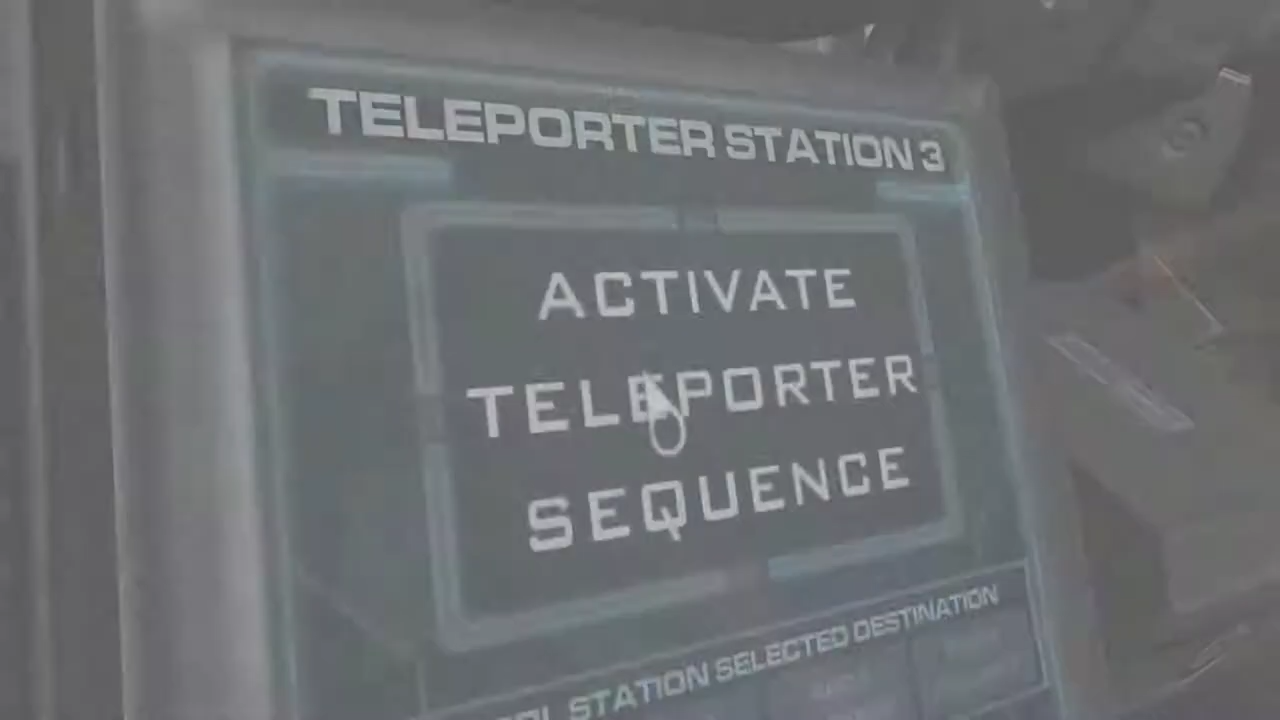 TELEPORTER STATION 3
ACTIVATE
TELEPORTER
SEQUENCE
STATION SELECTED DESTINATION